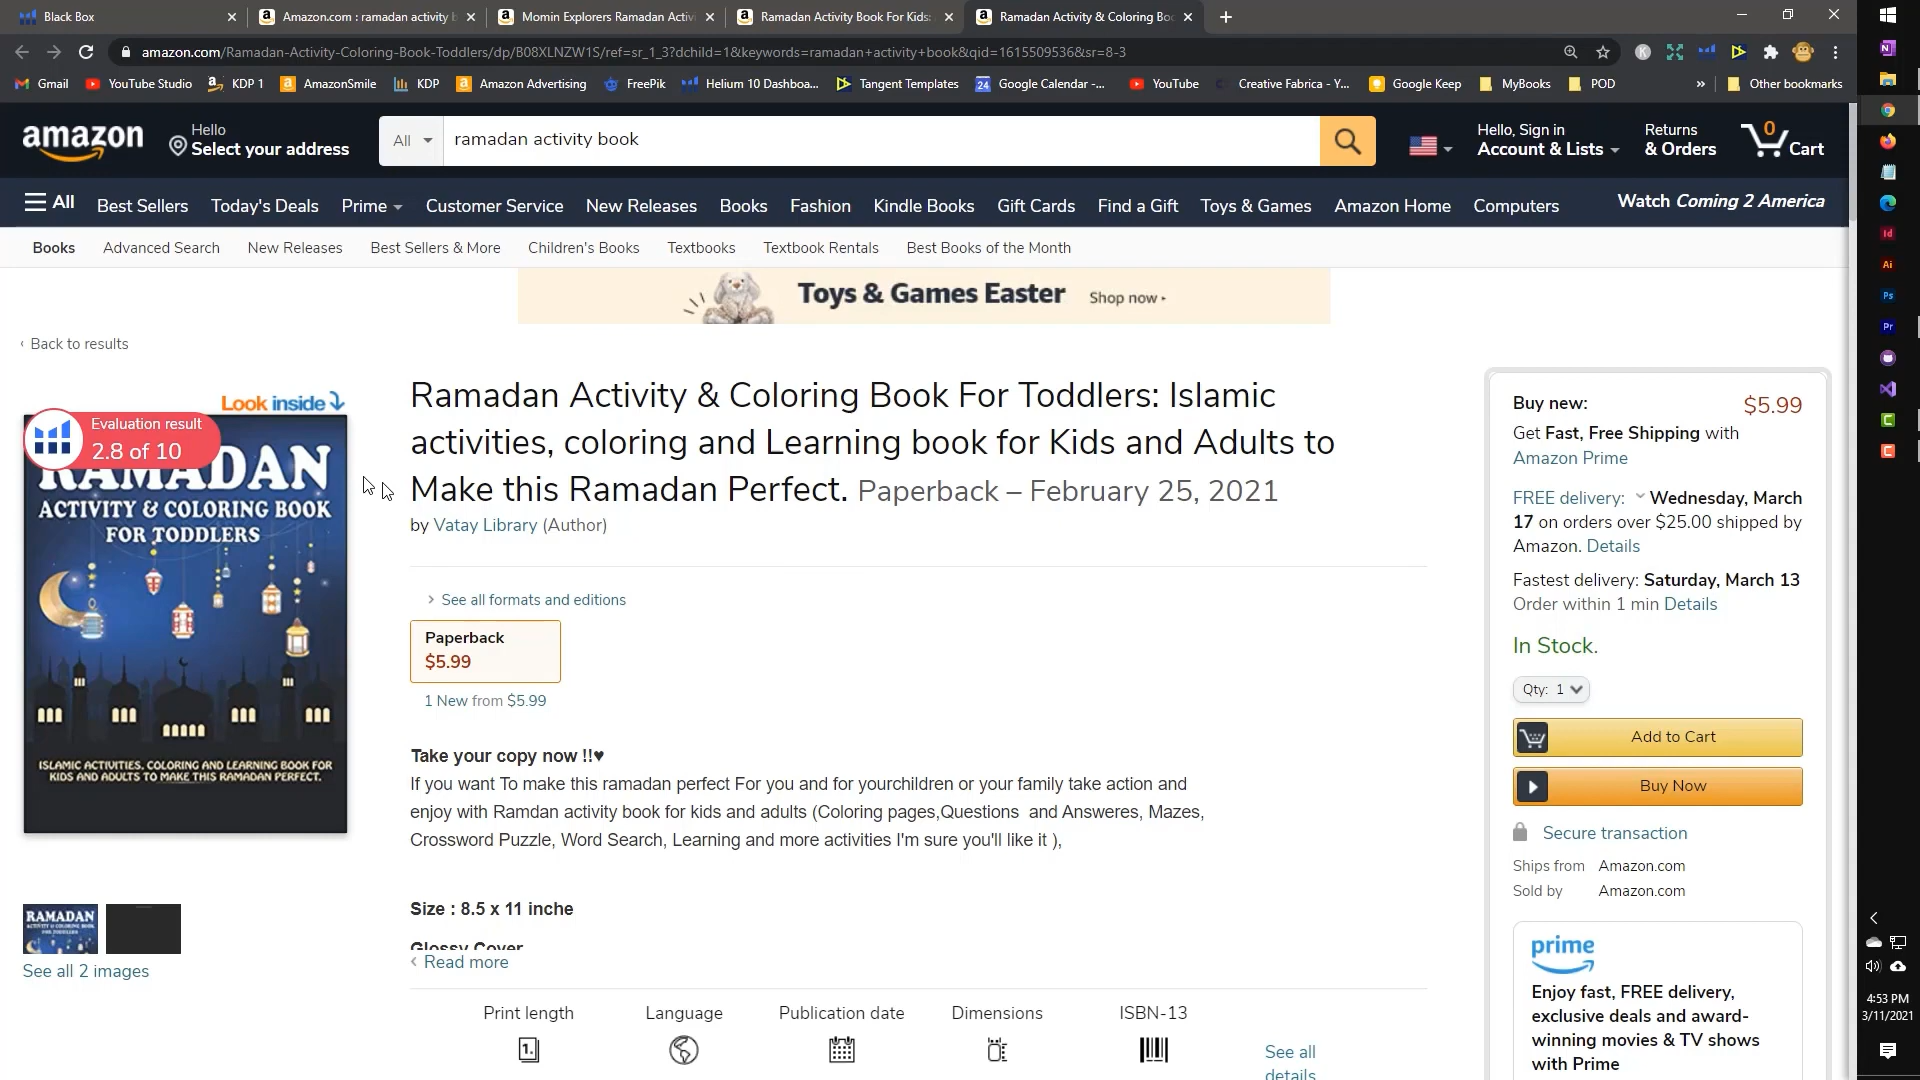 Black Box
Amazon.com : ramadan activity b
Momin Explorers Ramadan Activi
Ramadan Activity Book For Kids:
Ramadan Activity & Coloring Boo
amazon.com/Ramadan-Activity-Coloring-Book-Toddlers/dp/B08XLNZW1S/ref=sr_1_3?dchild=1&keywords=ramadan+activity+book&qid=1615509536&sr=8-3
Gmail
YouTube Studio
KDP 1
AmazonSmile
KDP
Amazon Advertising
FreePik
Helium 10 Dashboa...
Tangent Templates
Google Calendar -...
YouTube
Creative Fabrica - Y...
Google Keep
MyBooks
POD
Other bookmarks
amazon
Hello
Select your address
All
ramadan activity book
Hello, Sign in
Account & Lists
Returns
& Orders
0
Cart
All
Best Sellers
Today's Deals
Prime
Customer Service
New Releases
Books
Fashion
Kindle Books
Gift Cards
Find a Gift
Toys & Games
Amazon Home
Computers
Watch Coming 2 America
Books
Advanced Search
New Releases
Best Sellers & More
Children's Books
Textbooks
Textbook Rentals
Best Books of the Month
Toys & Games Easter
Shop now
‹ Back to results
Look inside
Evaluation result
2.8 of 10
RAMADAN
ACTIVITY & COLORING BOOK
FOR TODDLERS
ISLAMIC ACTIVITIES, COLORING AND LEARNING BOOK FOR
KIDS AND ADULTS TO MAKE THIS RAMADAN PERFECT.
RAMADAN
ACTIVITY & COLORING BOOK
FOR TODDLERS
See all 2 images
Ramadan Activity & Coloring Book For Toddlers: Islamic
activities, coloring and Learning book for Kids and Adults to
Make this Ramadan Perfect. Paperback – February 25, 2021
by Vatay Library (Author)
› See all formats and editions
Paperback
$5.99
1 New from $5.99
Take your copy now !!♥
If you want To make this ramadan perfect For you and for yourchildren or your family take action and
enjoy with Ramdan activity book for kids and adults (Coloring pages,Questions and Answeres, Mazes,
Crossword Puzzle, Word Search, Learning and more activities I'm sure you'll like it ),
Size : 8.5 x 11 inche
Glossy Cover
‹ Read more
Print length
Language
Publication date
Dimensions
ISBN-13
See all
details
Buy new:
$5.99
Get Fast, Free Shipping with
Amazon Prime
FREE delivery: Wednesday, March
17 on orders over $25.00 shipped by
Amazon. Details
Fastest delivery: Saturday, March 13
Order within 1 min Details
In Stock.
Qty: 1
Add to Cart
Buy Now
Secure transaction
Ships from Amazon.com
Sold by Amazon.com
prime
Enjoy fast, FREE delivery,
exclusive deals and award-
winning movies & TV shows
with Prime
Id
Ai
Ps
Pr
4:53 PM
3/11/2021